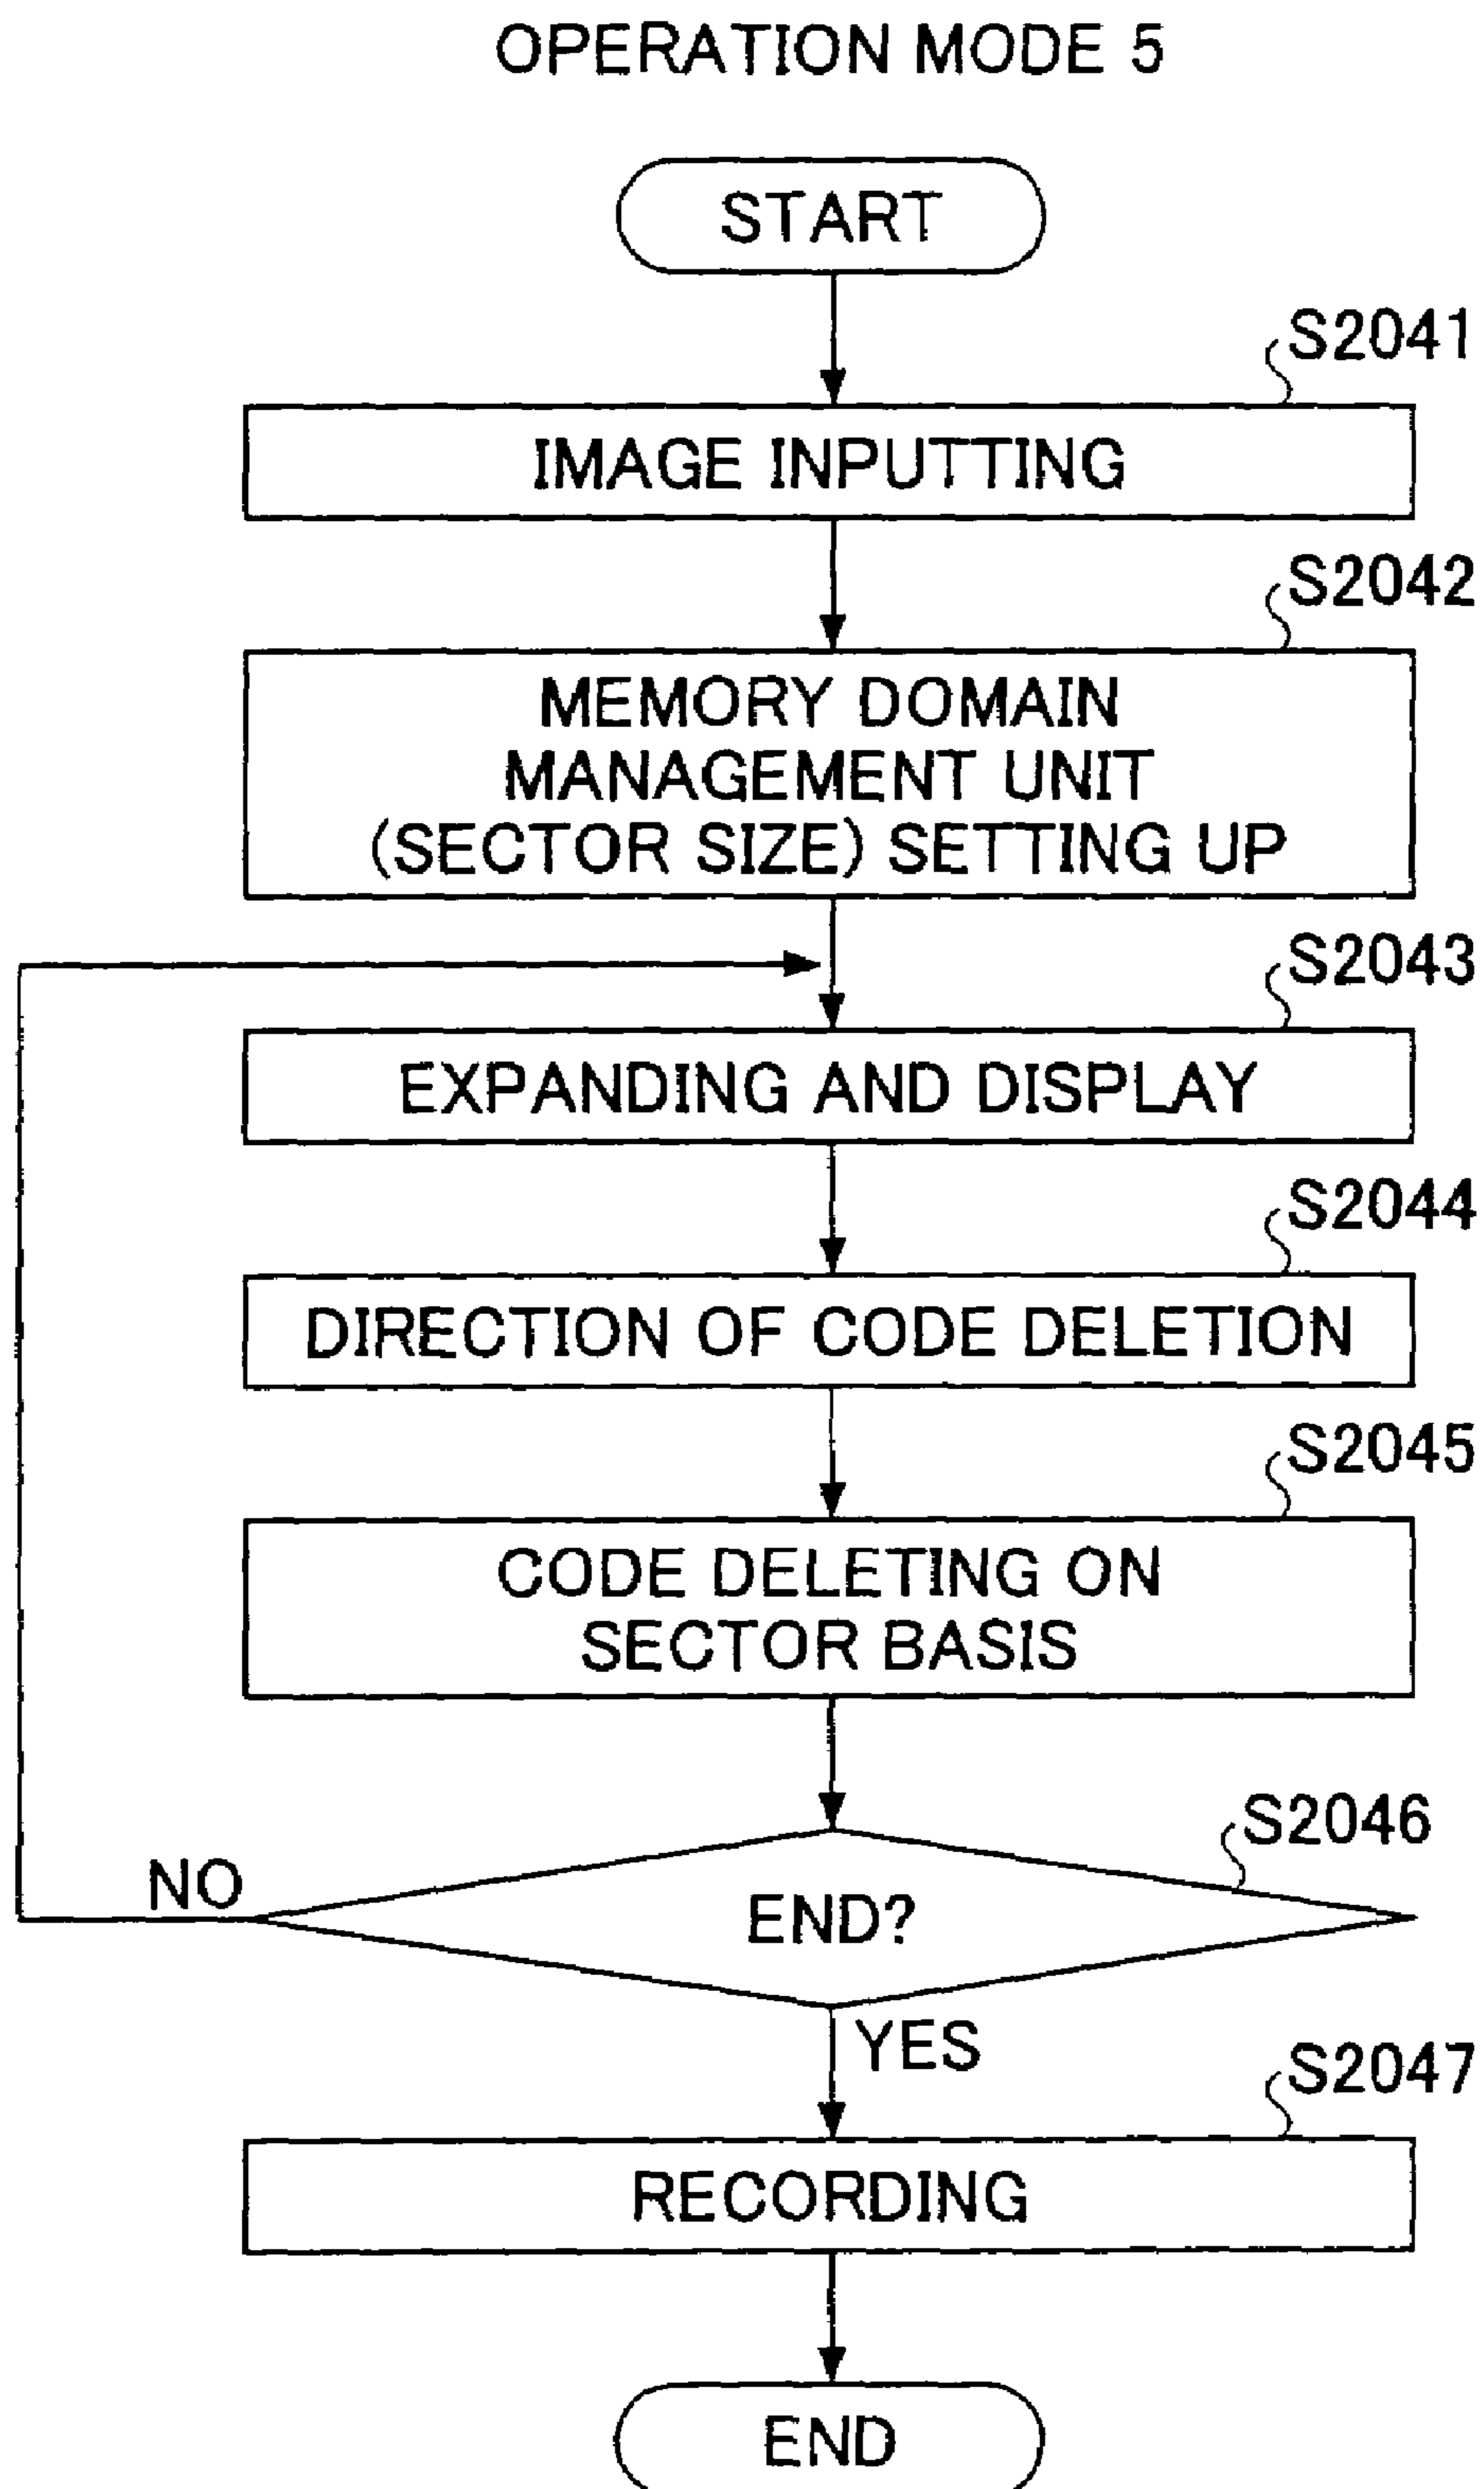 OPERATION MODE 5
START
S2041
IMAGE INPUTTING
S2042
MEMORY DOMAIN
MANAGEMENT UNIT
(SECTOR SIZE) SETTING UP
S2043
EXPANDING AND DISPLAY
S2044
DIRECTION OF CODE DELETION
S2045
CODE DELETING ON
SECTOR BASIS
S2046
NO
END?
YES
S2047
RECORDING
END